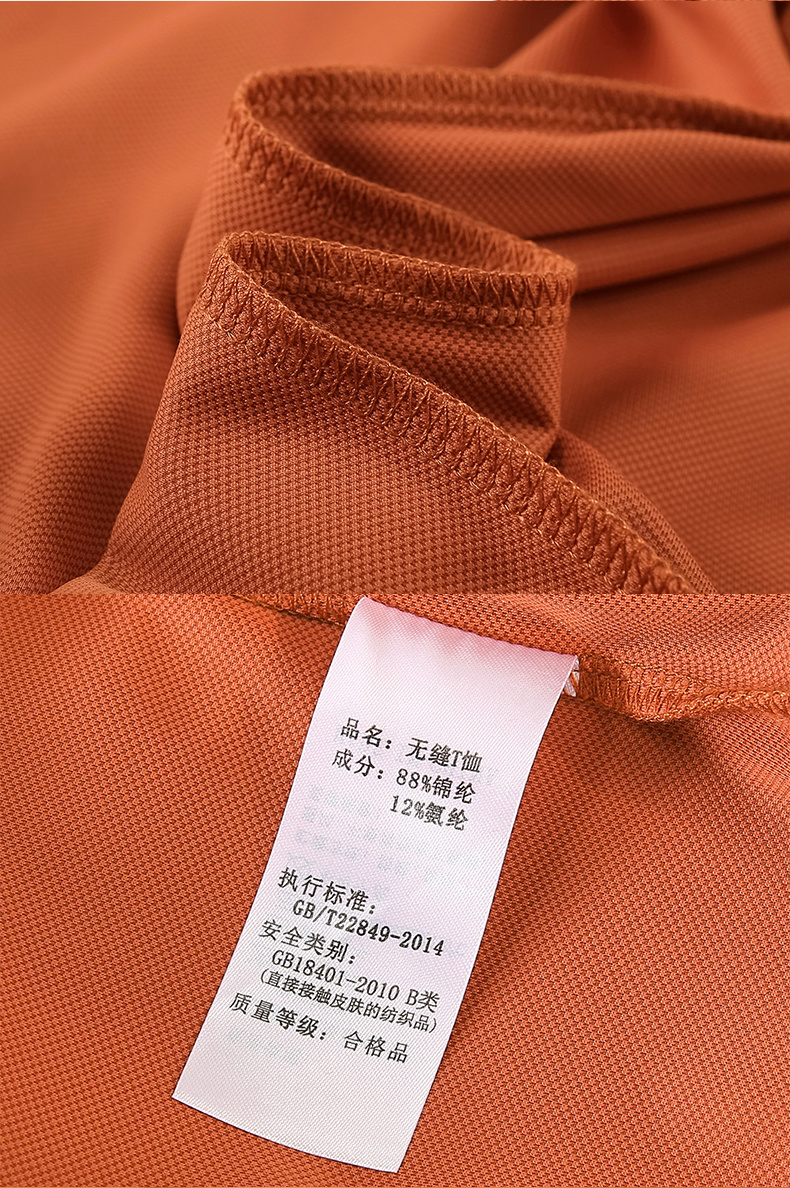 品名：无缝T恤
成分：88%锦纶
12%氨纶
执行标准：
GB/T22849-2014
安全类别：
GB18401-2010 B类
(直接接触皮肤的纺织品)
质量等级：合格品